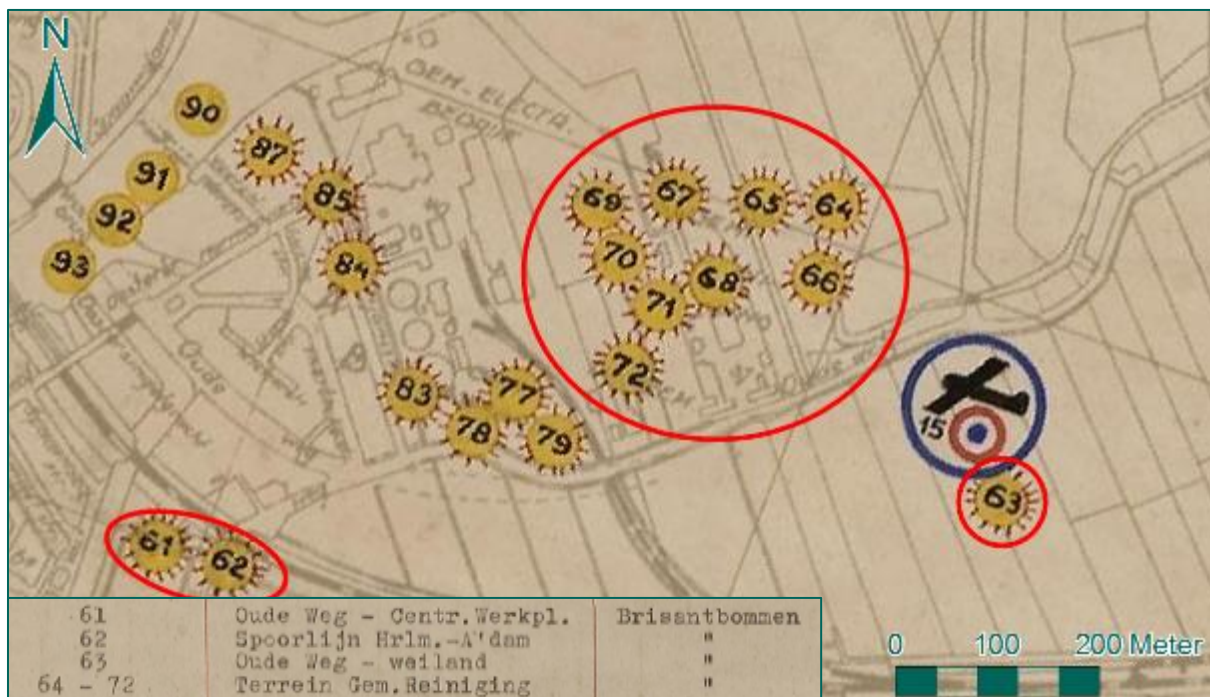 N
GEM. ELECTR.
BEDRIJF
90
87
91
85
92
93
84
69
67
65
64
70
68
66
71
72
83
77
78
79
15
63
61
62
Oude
61 Oude Weg - Centr.Werkpl. Brisantbommen
62 Spoorlijn Hrlm.-A'dam "
63 Oude Weg - weiland "
64 - 72 Terrein Gem.Reiniging "
0 100 200 Meter